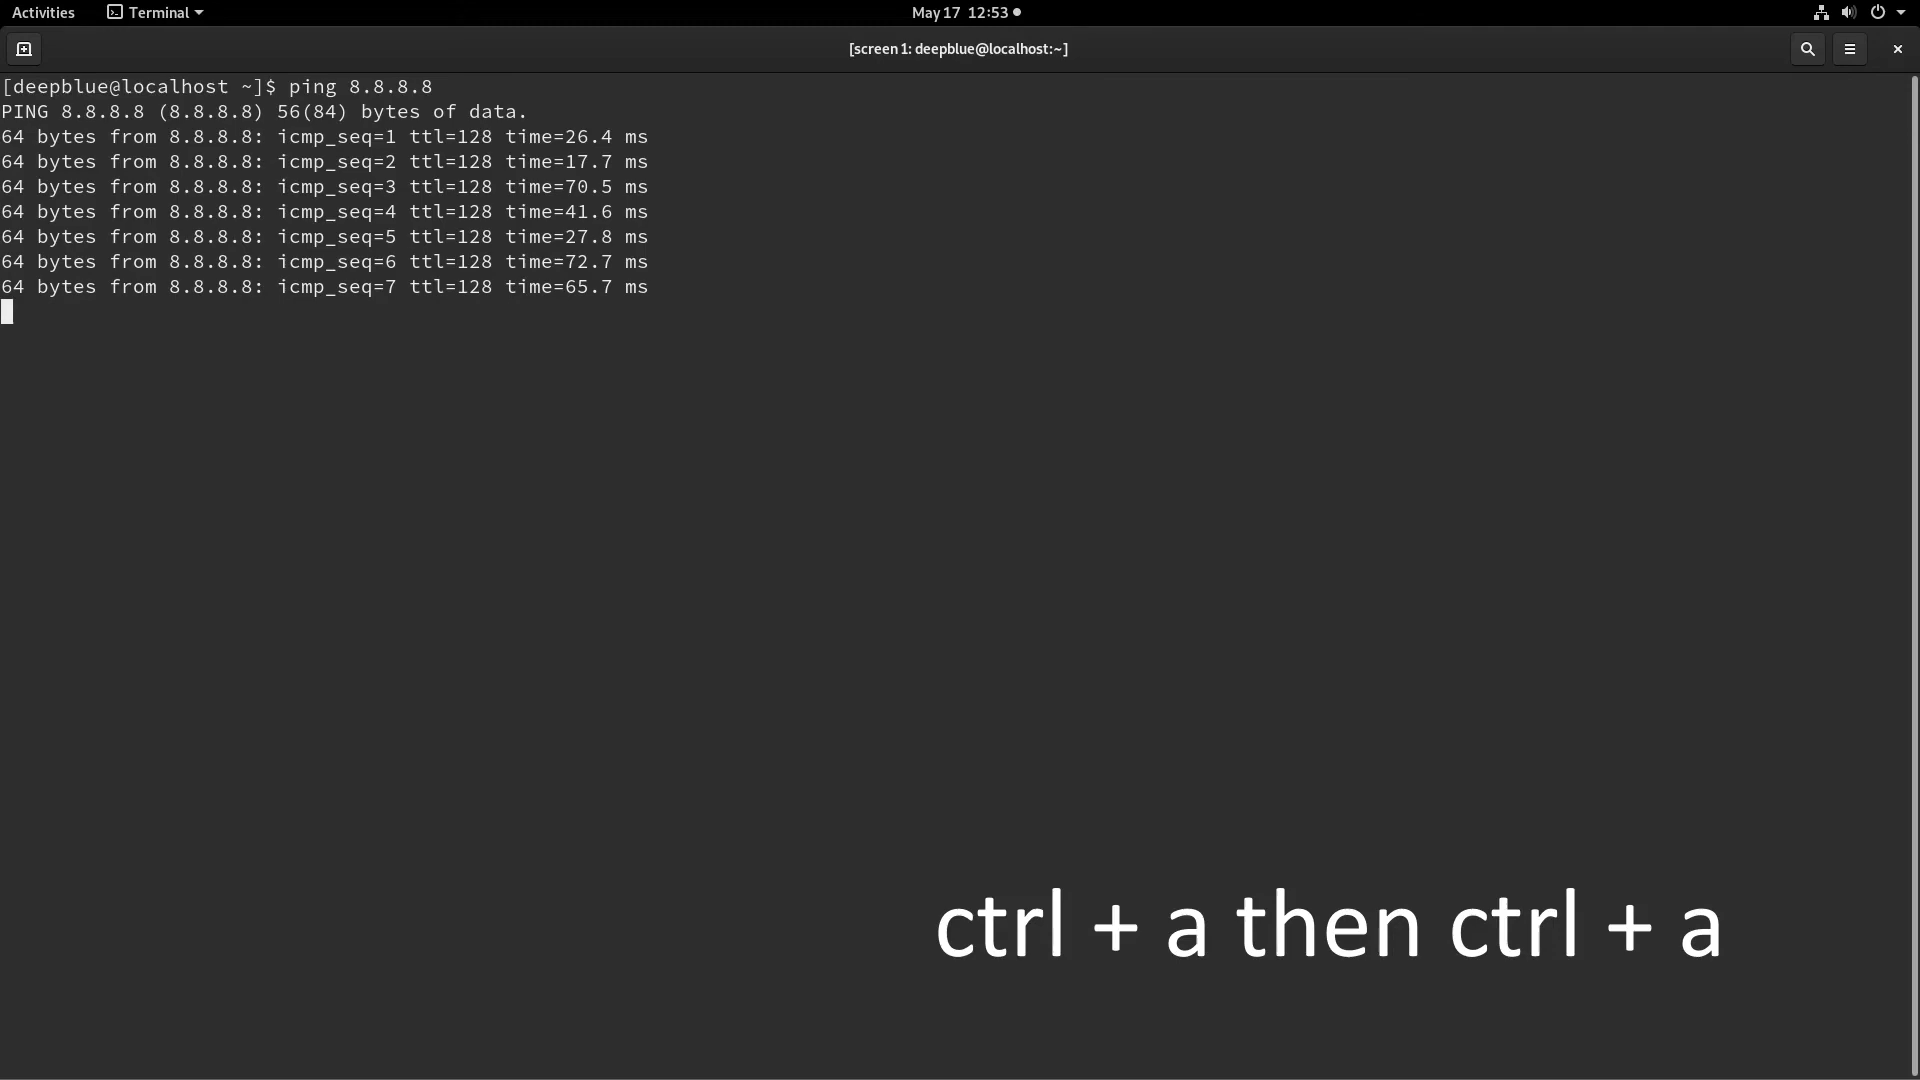 Activities
Terminal
May 17 12:53
[screen 1: deepblue@localhost:~]
[deepblue@localhost ~]$ ping 8.8.8.8
PING 8.8.8.8 (8.8.8.8) 56(84) bytes of data.
64 bytes from 8.8.8.8: icmp_seq=1 ttl=128 time=26.4 ms
64 bytes from 8.8.8.8: icmp_seq=2 ttl=128 time=17.7 ms
64 bytes from 8.8.8.8: icmp_seq=3 ttl=128 time=70.5 ms
64 bytes from 8.8.8.8: icmp_seq=4 ttl=128 time=41.6 ms
64 bytes from 8.8.8.8: icmp_seq=5 ttl=128 time=27.8 ms
64 bytes from 8.8.8.8: icmp_seq=6 ttl=128 time=72.7 ms
64 bytes from 8.8.8.8: icmp_seq=7 ttl=128 time=65.7 ms
ctrl + a then ctrl + a